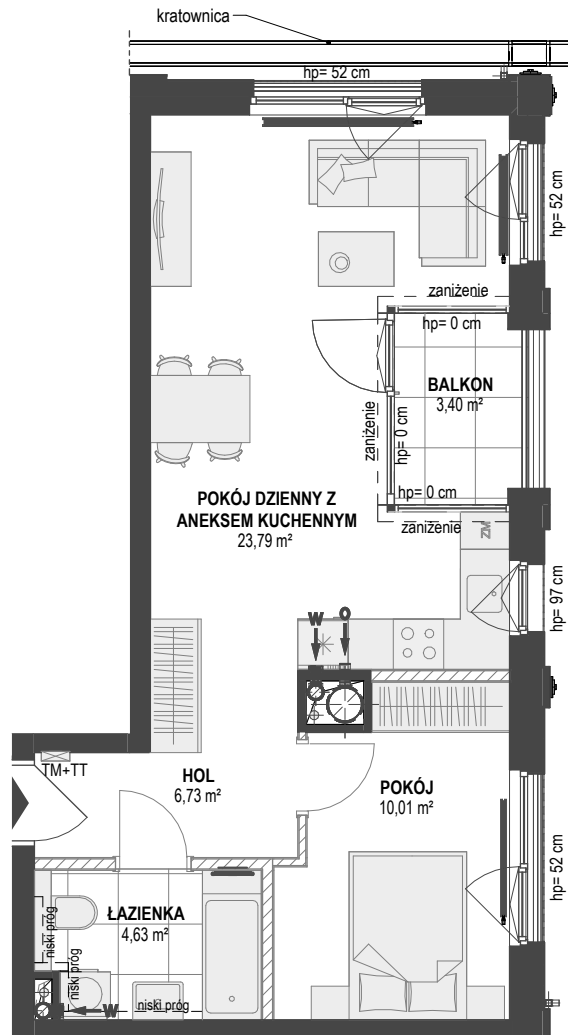 kratownica
hp= 52 cm
hp= 52 cm
zaniżenie
hp= 0 cm
BALKON
3,40 m²
zaniżenie
hp= 0 cm
hp= 0 cm
zaniżenie
POKÓJ DZIENNY Z
ANEKSEM KUCHENNYM
23,79 m²
ZM
hp= 97 cm
W
O
TM+TT
HOL
6,73 m²
POKÓJ
10,01 m²
hp= 52 cm
ŁAZIENKA
4,63 m²
niski próg
niski próg
W
niski próg